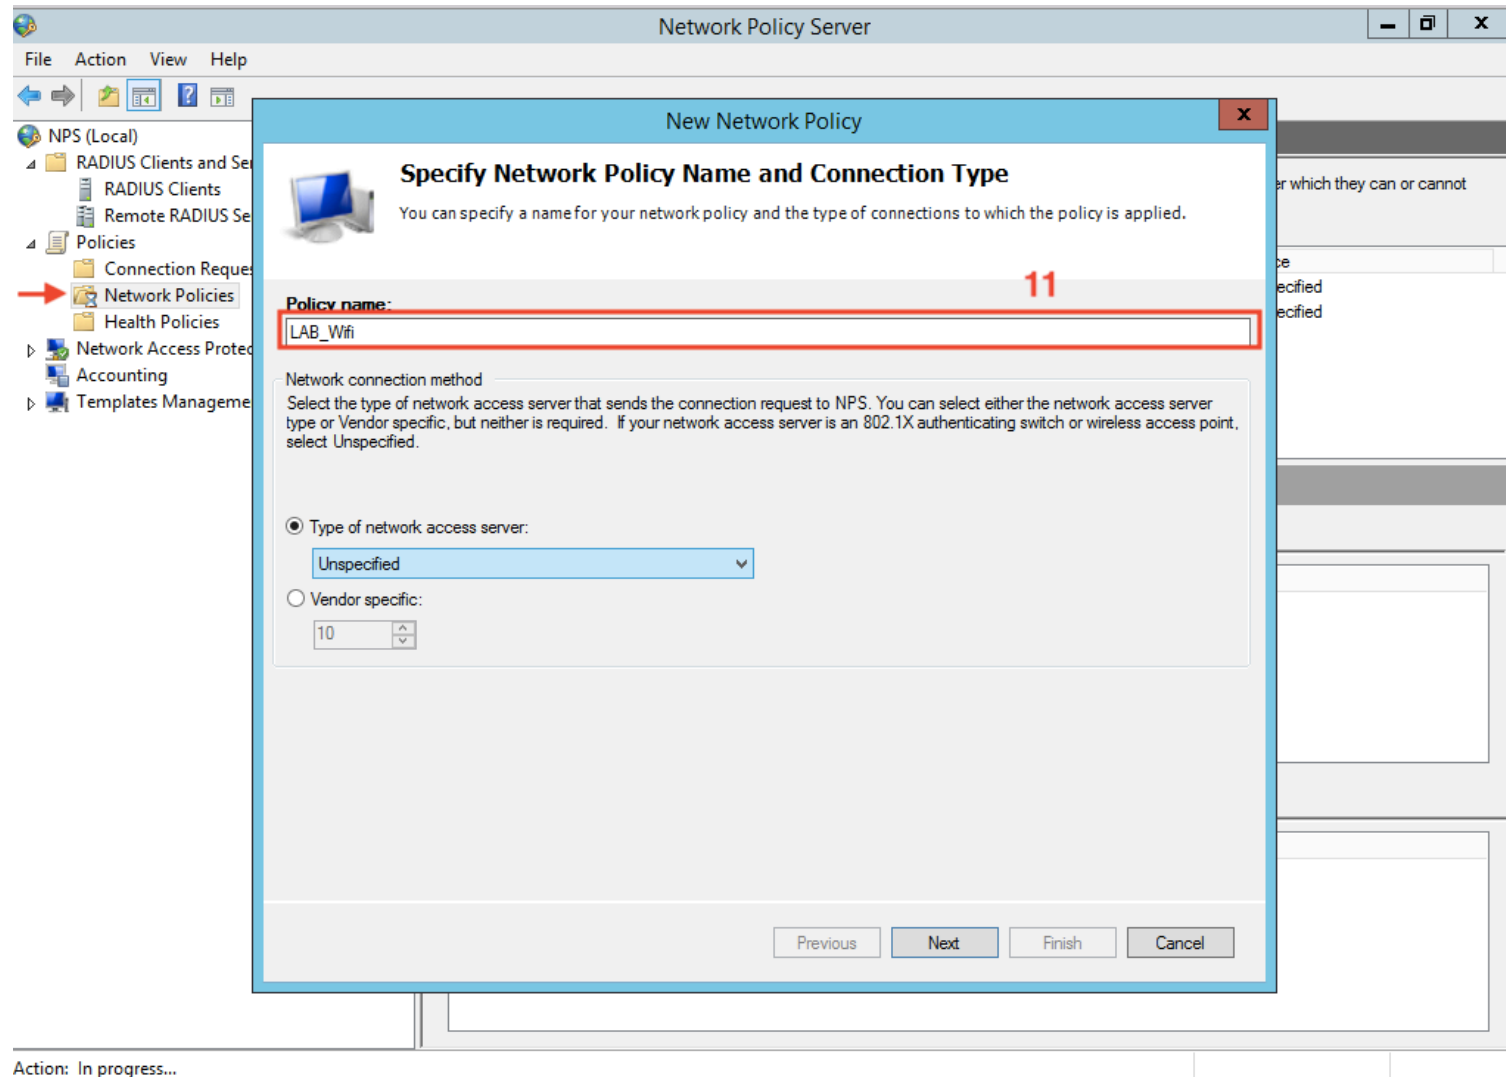 Network Policy Server
File Action View Help
NPS (Local)
RADIUS Clients and Ser
RADIUS Clients
Remote RADIUS Se
Policies
Connection Reques
Network Policies
Health Policies
Network Access Protec
Accounting
Templates Manageme
New Network Policy
x
Specify Network Policy Name and Connection Type
You can specify a name for your network policy and the type of connections to which the policy is applied.
11
Policy name:
LAB_Wifi
Network connection method
Select the type of network access server that sends the connection request to NPS. You can select either the network access server
type or Vendor specific, but neither is required. If your network access server is an 802.1X authenticating switch or wireless access point,
select Unspecified.
Type of network access server:
Unspecified
Vendor specific:
10
Previous Next Finish Cancel
er which they can or cannot
ce
ecified
ecified
Action: In progress...